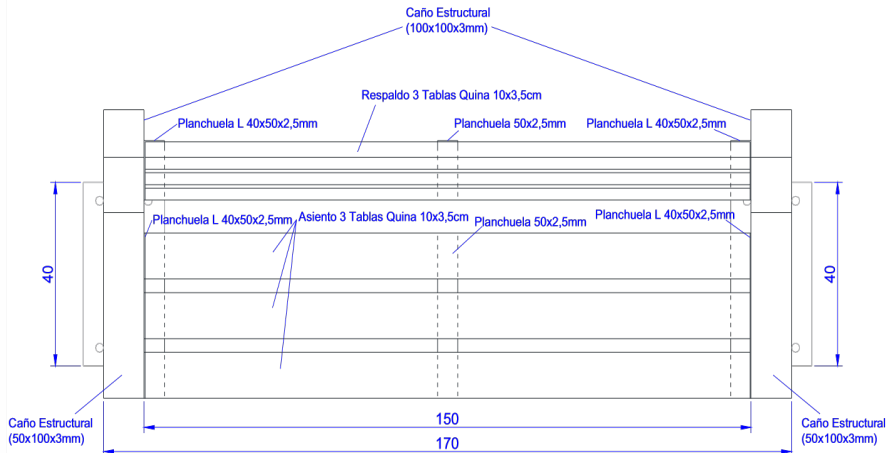 Caño Estructural
(100x100x3mm)
Respaldo 3 Tablas Quina 10x3,5cm
Planchuela L 40x50x2,5mm
Planchuela 50x2,5mm
Planchuela L 40x50x2,5mm
Planchuela L 40x50x2,5mm
Asiento 3 Tablas Quina 10x3,5cm
Planchuela 50x2,5mm
Planchuela L 40x50x2,5mm
40
40
Caño Estructural
(50x100x3mm)
150
170
Caño Estructural
(50x100x3mm)